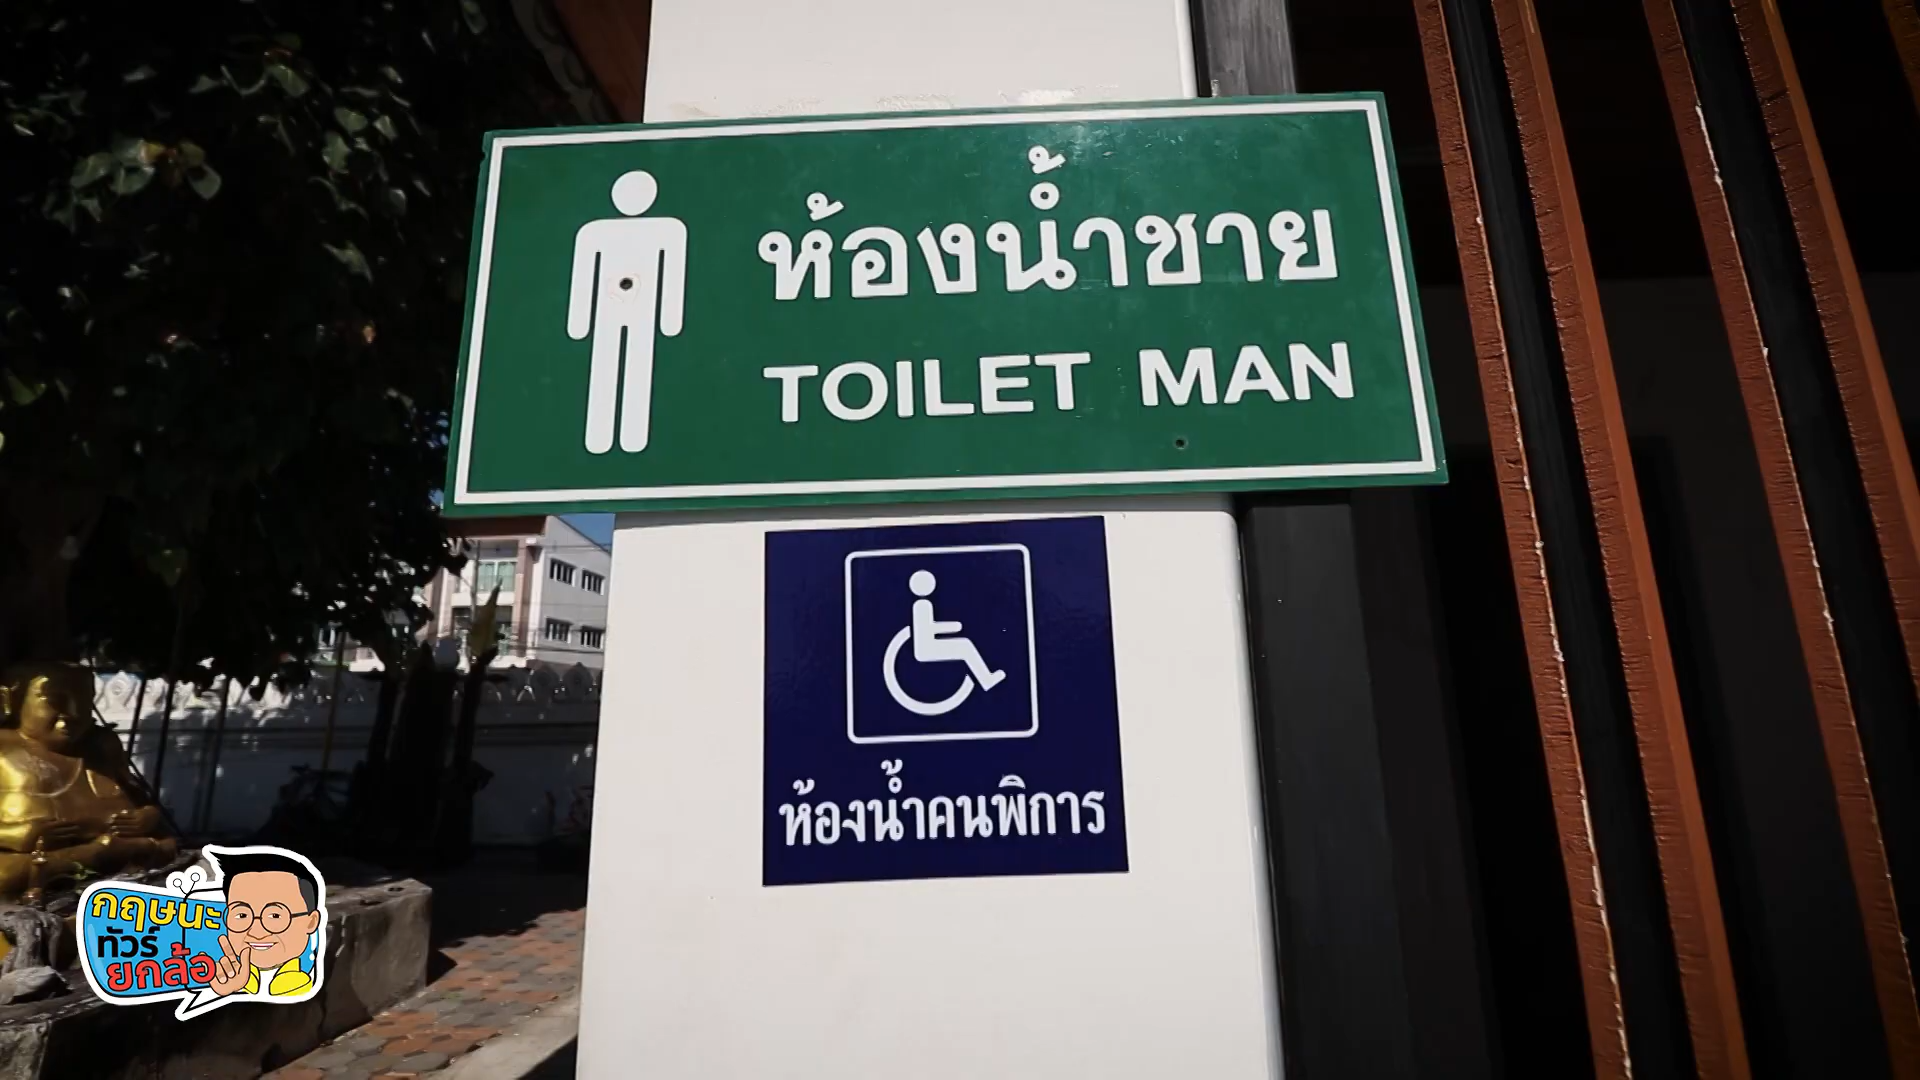 ห้องน้ำชาย
TOILET MAN
ห้องน้ำคนพิการ
กฤษนะ
ทัวร์
ยกล้อ